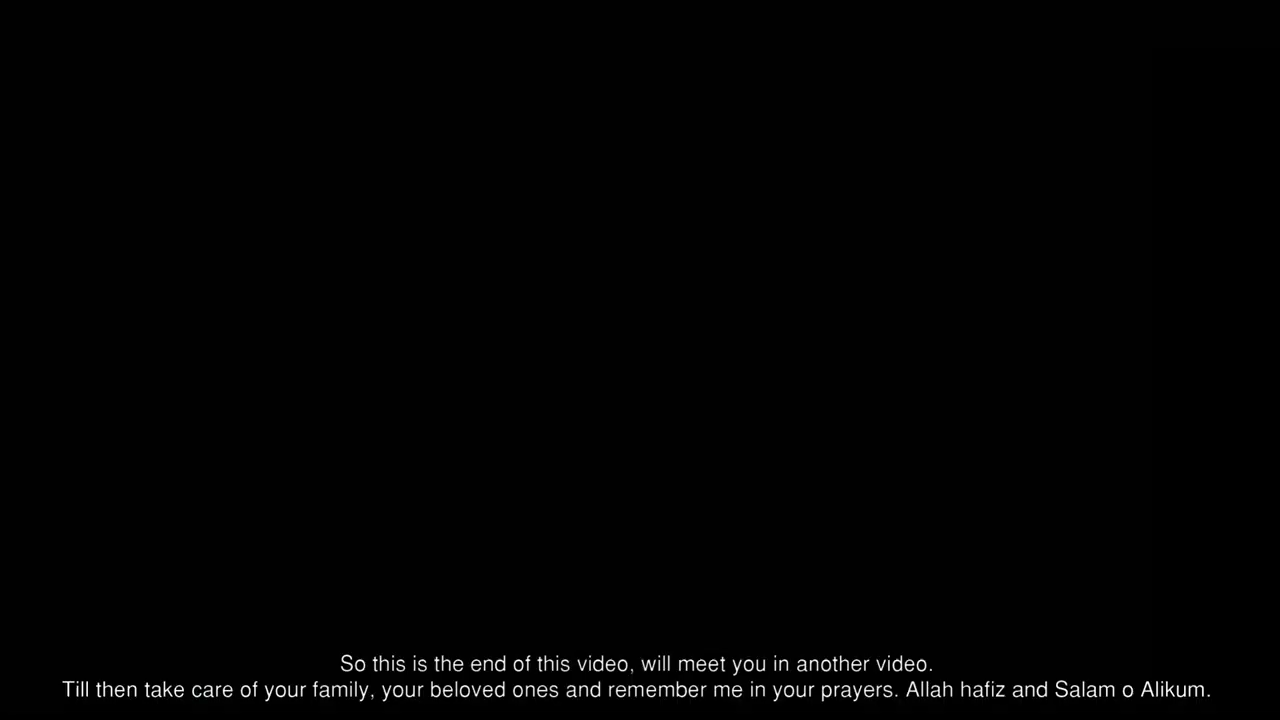 So this is the end of this video, will meet you in another video.
Till then take care of your family, your beloved ones and remember me in your prayers. Allah hafiz and Salam o Alikum.